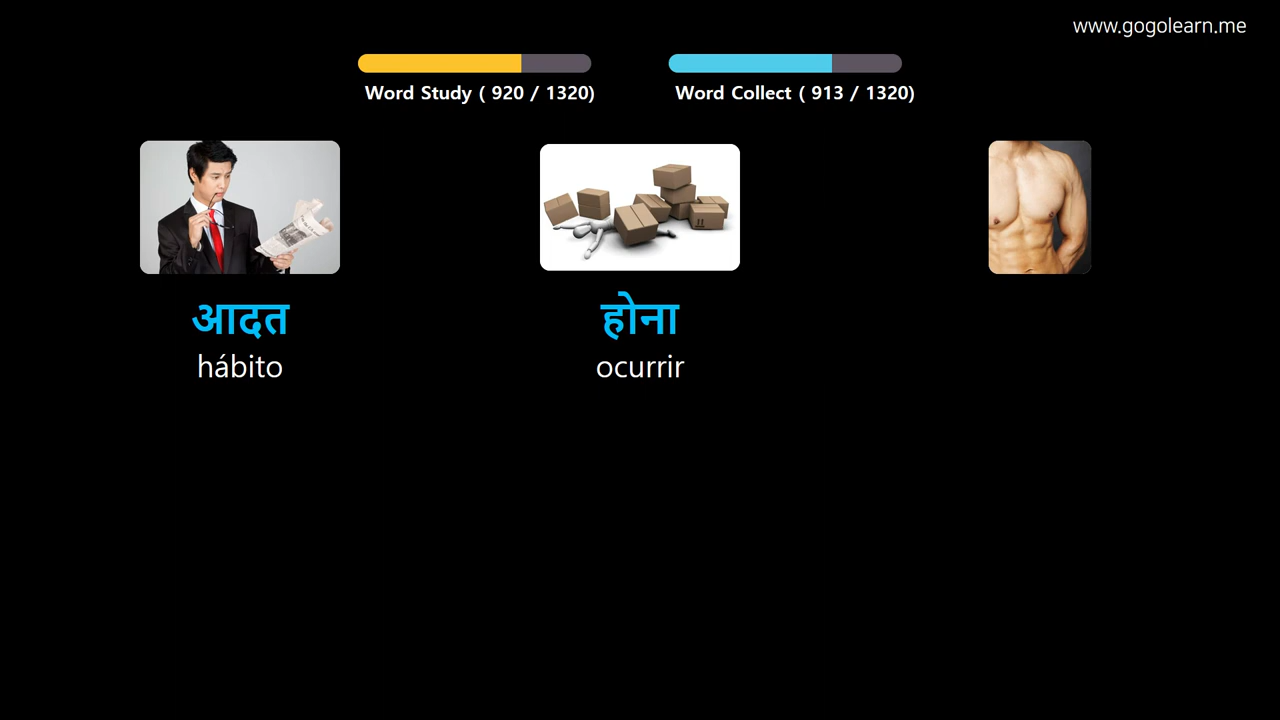 www.gogolearn.me
Word Study ( 920 / 1320)
Word Collect ( 913 / 1320)
आदत
hábito
होना
ocurrir